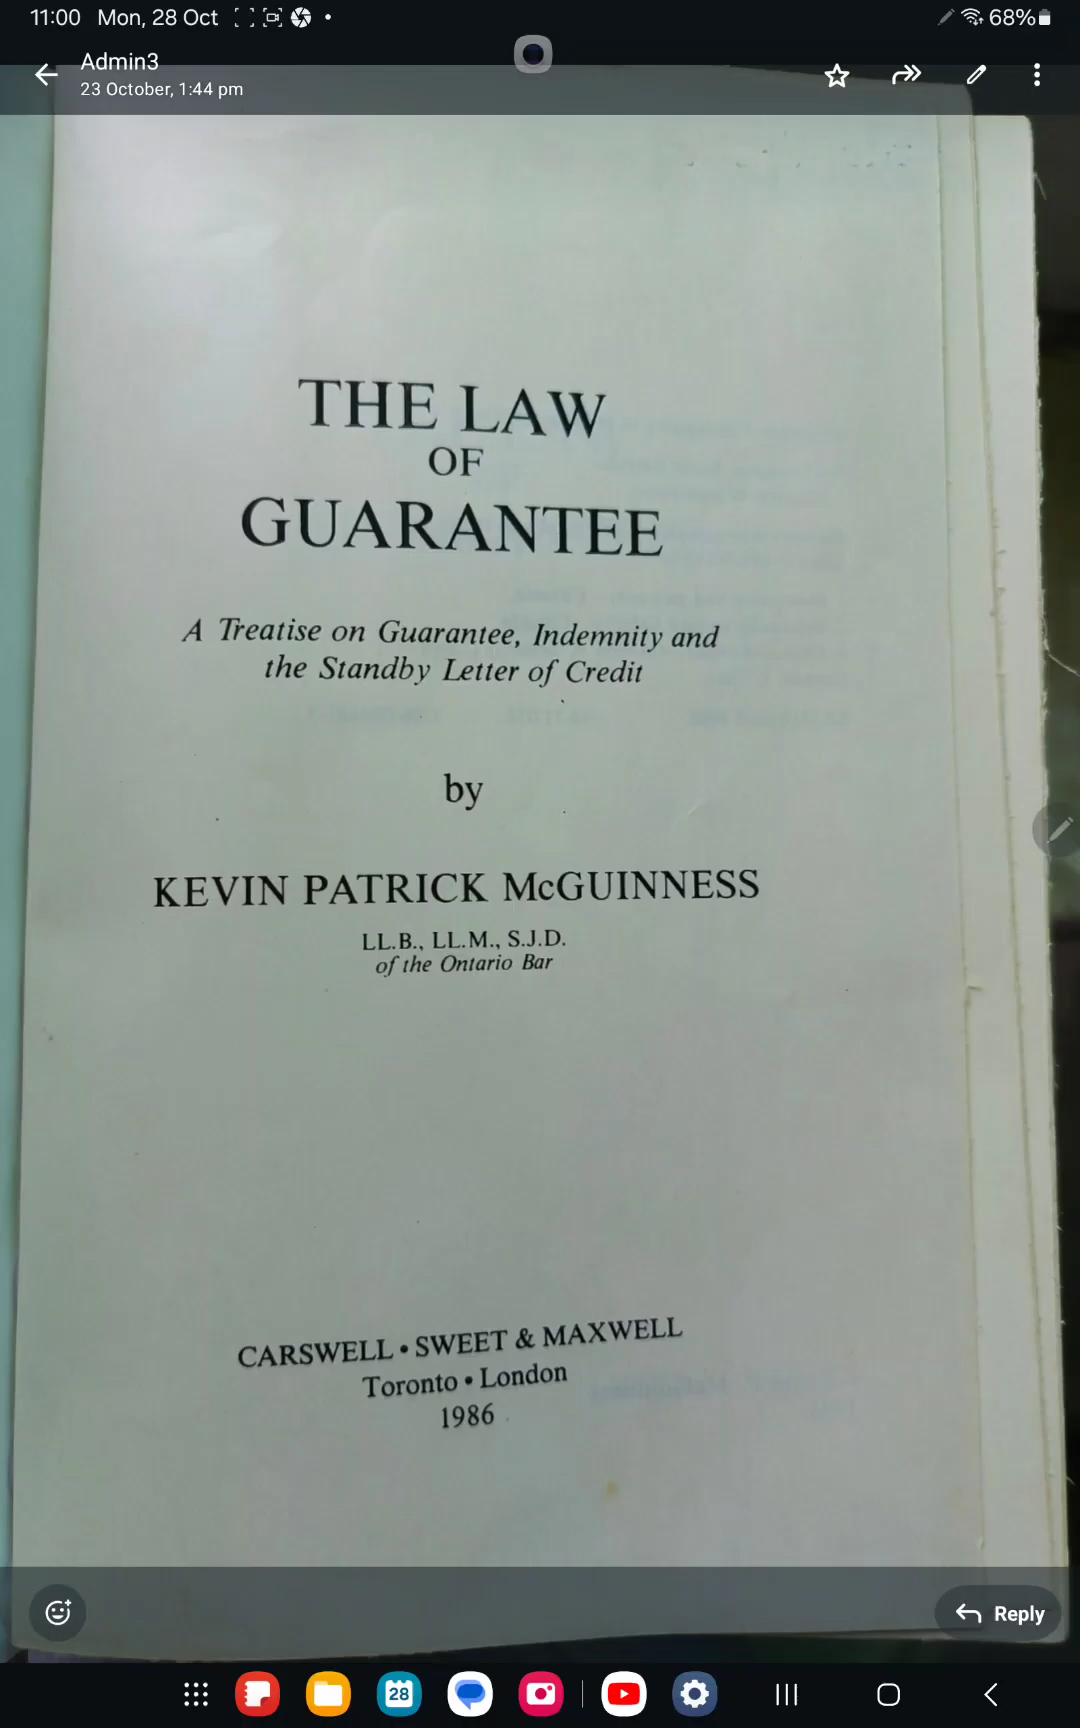 11:00 Mon, 28 Oct
68%
Admin3
23 October, 1:44 pm
THE LAW
OF
GUARANTEE
A Treatise on Guarantee, Indemnity and
the Standby Letter of Credit
by
KEVIN PATRICK McGUINNESS
LL.B., LL.M., S.J.D.
of the Ontario Bar
CARSWELL • SWEET & MAXWELL
Toronto • London
1986
Reply
28